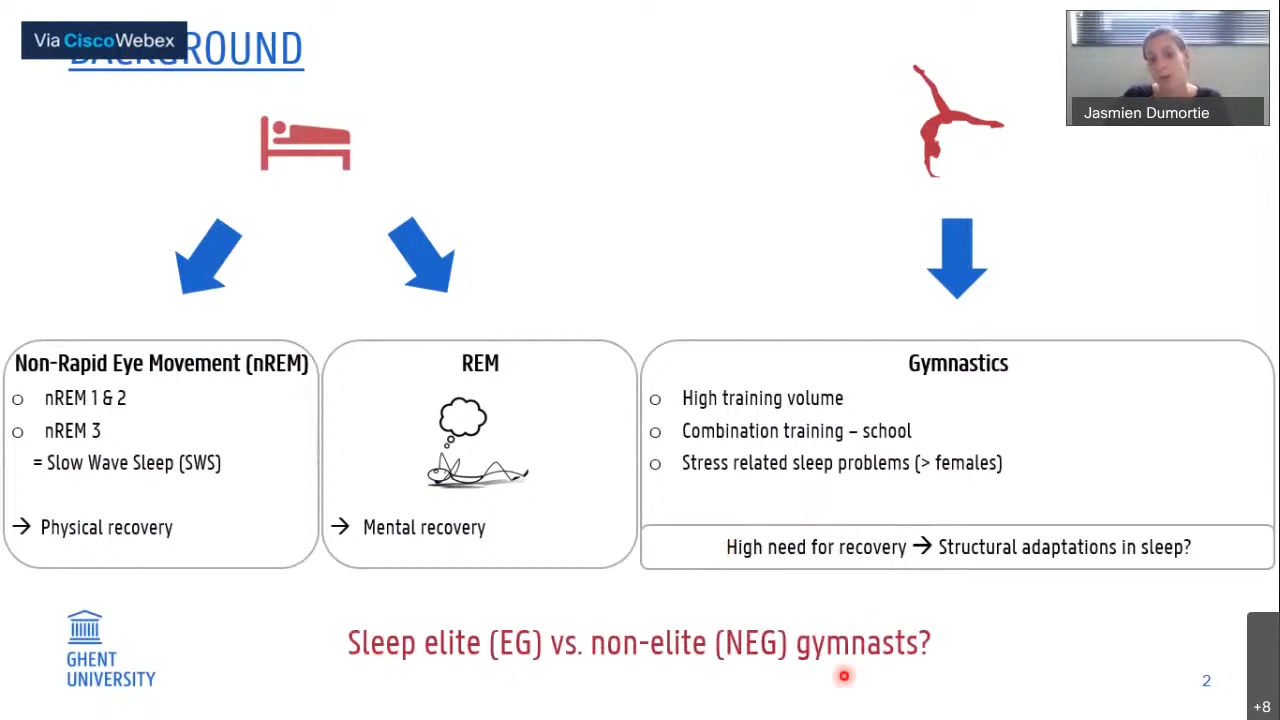 Via CiscoWebex
BACKGROUND
Jasmien Dumortie
Non-Rapid Eye Movement (nREM)
o nREM 1 & 2
o nREM 3
= Slow Wave Sleep (SWS)
→ Physical recovery
REM
→ Mental recovery
Gymnastics
o High training volume
o Combination training – school
o Stress related sleep problems (> females)
High need for recovery → Structural adaptations in sleep?
Sleep elite (EG) vs. non-elite (NEG) gymnasts?
GHENT
UNIVERSITY
2
+8